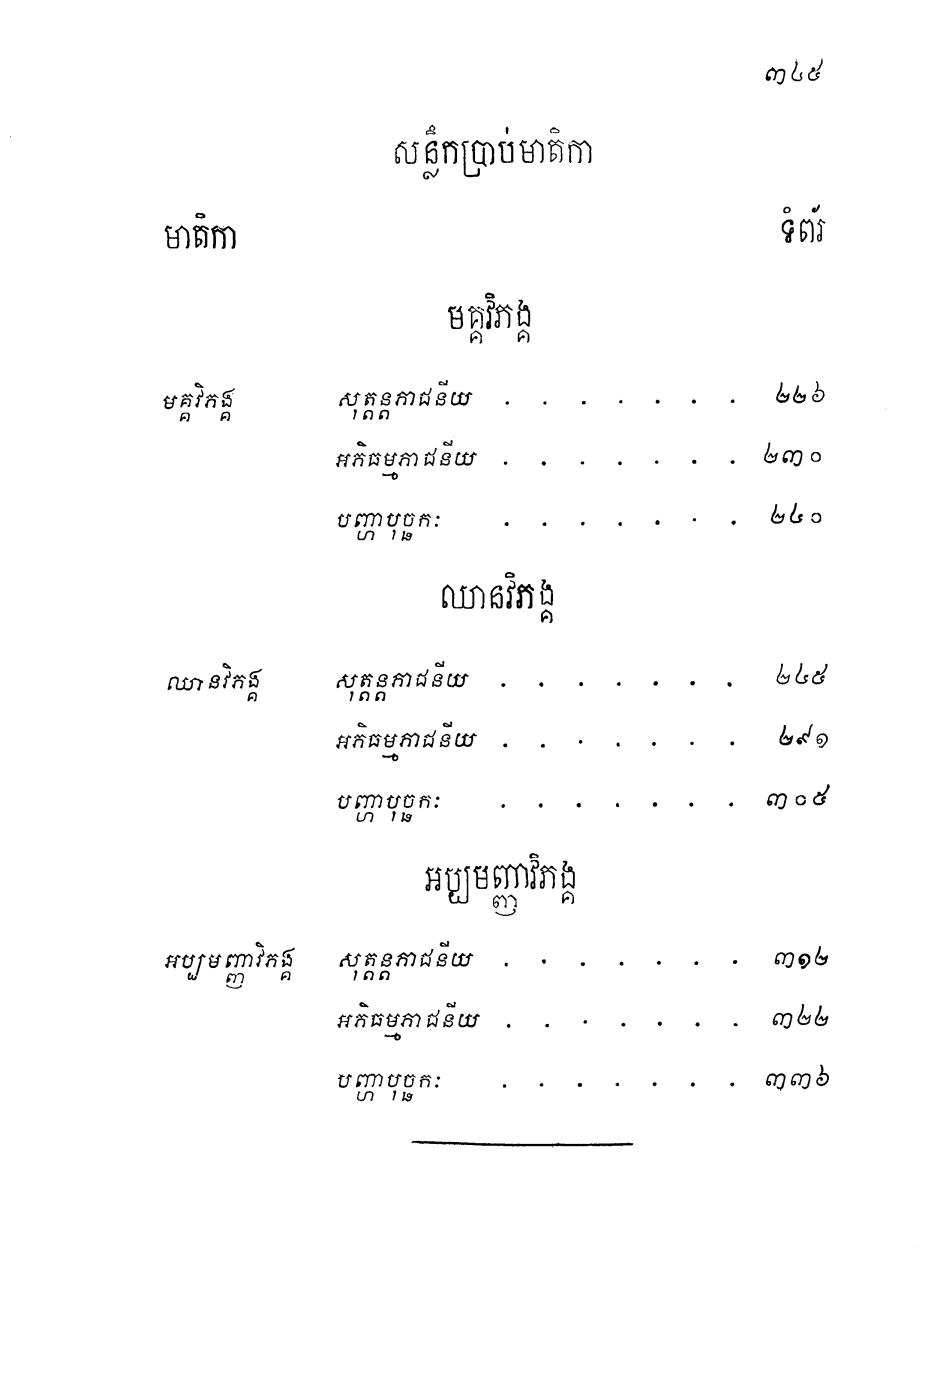 ៣៤៥
សន្លឹកប្រាប់មាតិកា
មាតិកា ទំព័រ
មគ្គវិភង្គ
មគ្គវិភង្គ សុត្តន្តភាជនីយ . . . . . . . ២២៦
អភិធម្មភាជនីយ . . . . . . . ២៣០
បញ្ហាបុច្ឆកៈ . . . . . . . ២៤០
ឈានវិភង្គ
ឈានវិភង្គ សុត្តន្តភាជនីយ . . . . . . . ២៤៥
អភិធម្មភាជនីយ . . . . . . . ២៩១
បញ្ហាបុច្ឆកៈ . . . . . . . ៣០៥
អប្បមញ្ញាវិភង្គ
អប្បមញ្ញាវិភង្គ សុត្តន្តភាជនីយ . . . . . . . ៣១២
អភិធម្មភាជនីយ . . . . . . . ៣២២
បញ្ហាបុច្ឆកៈ . . . . . . . ៣៣៦